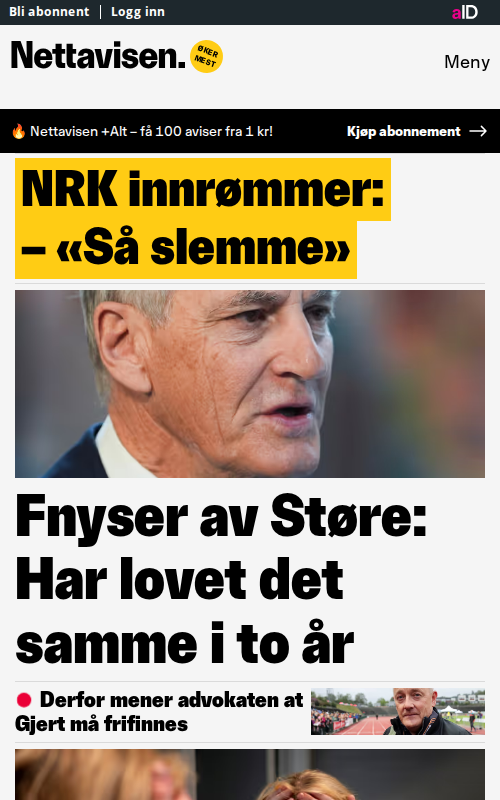 Bli abonnent | Logg inn
aID
Nettavisen.
ØKER
MEST
Meny
🔥 Nettavisen +Alt – få 100 aviser fra 1 kr!
Kjøp abonnement →
NRK innrømmer:
– «Så slemme»
Fnyser av Støre:
Har lovet det
samme i to år
Derfor mener advokaten at
Gjert må frifinnes